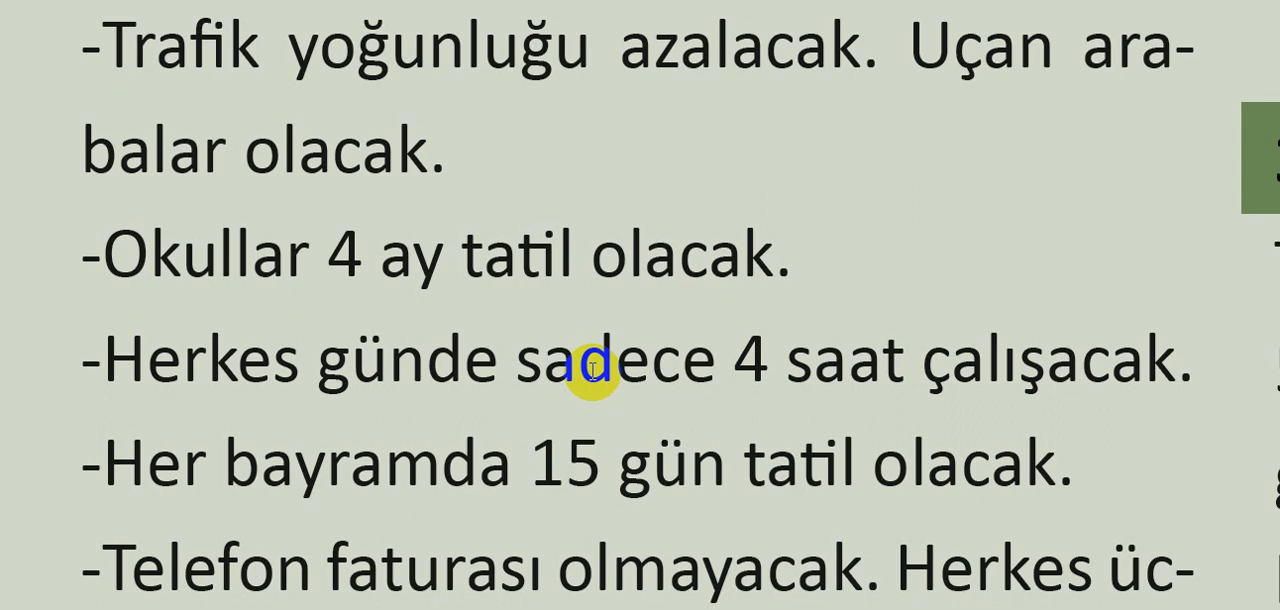 -Trafik yoğunluğu azalacak. Uçan ara-
balar olacak.
-Okullar 4 ay tatil olacak.
-Herkes günde sadece 4 saat çalışacak.
-Her bayramda 15 gün tatil olacak.
-Telefon faturası olmayacak. Herkes üc-